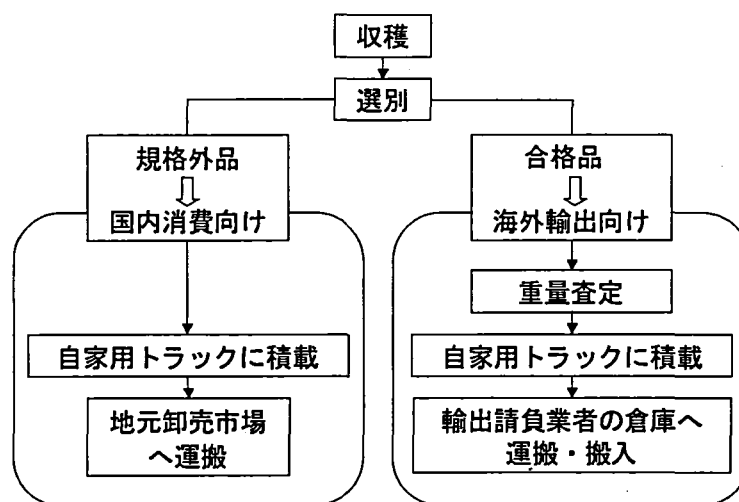 収穫
選別
規格外品
国内消費向け
自家用トラックに積載
地元卸売市場
へ運搬
合格品
海外輸出向け
重量査定
自家用トラックに積載
輸出請負業者の倉庫へ
運搬・搬入